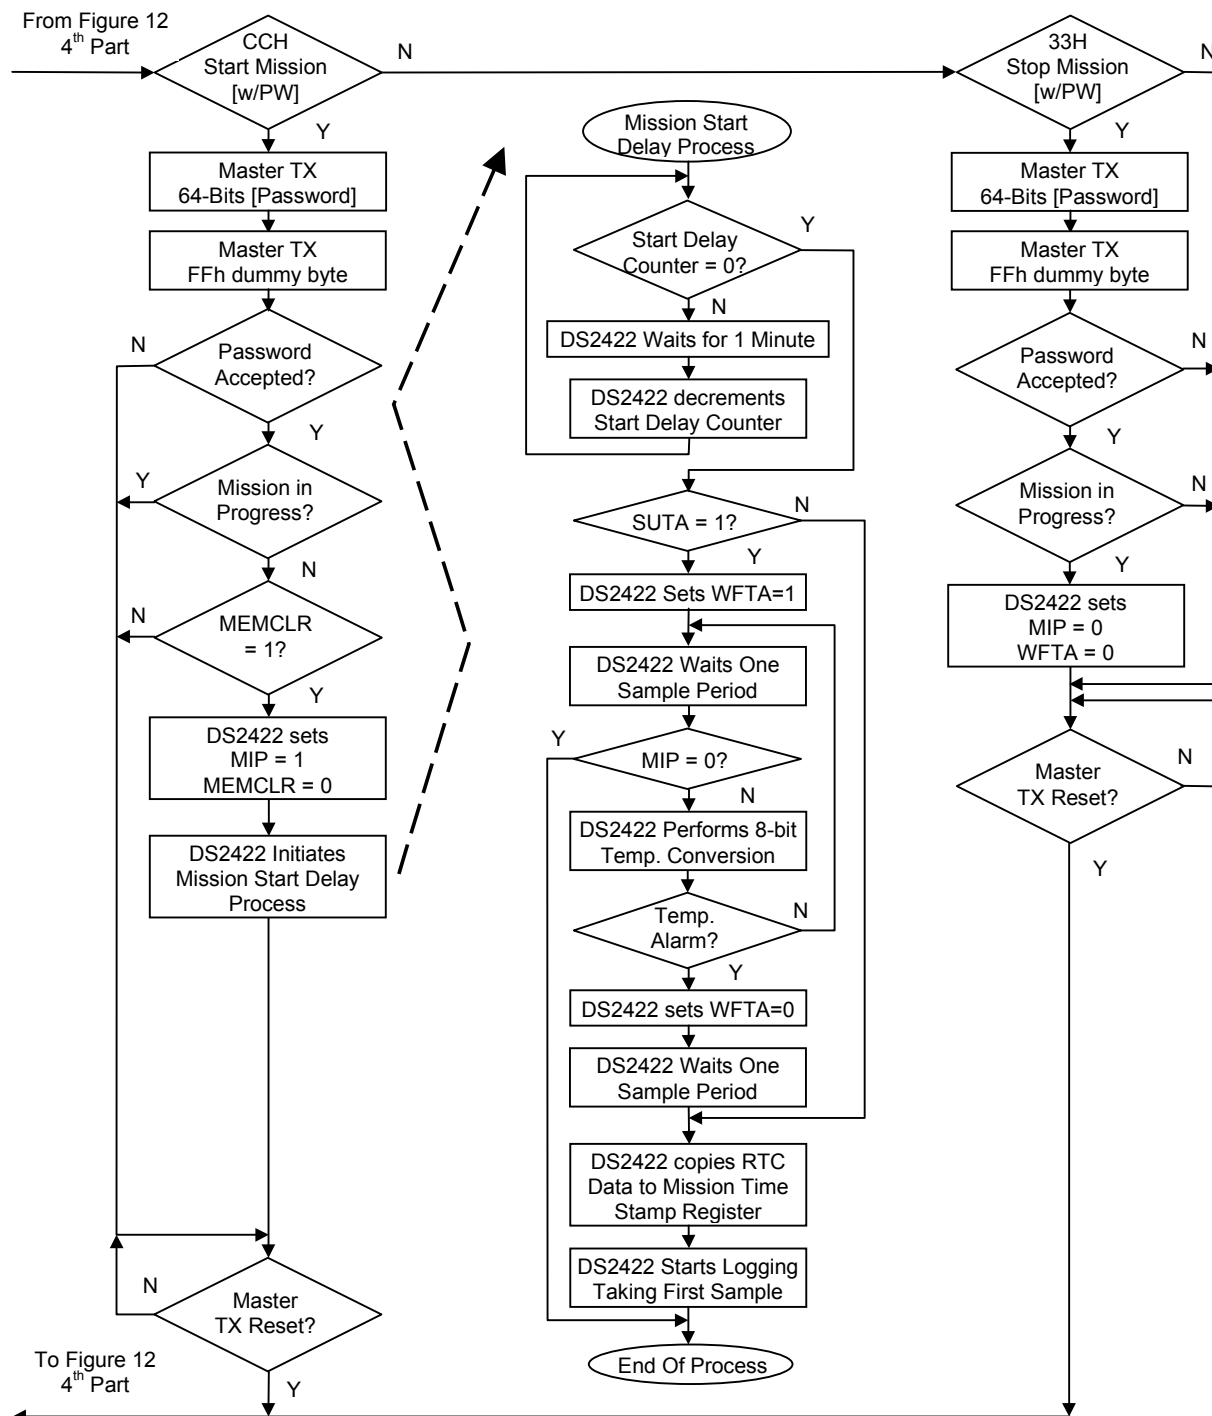 From Figure 12
4th Part
CCH
Start Mission
[w/PW]
N
Y
Master TX
64-Bits [Password]
Master TX
FFh dummy byte
N
Password
Accepted?
Y
Y
Mission in
Progress?
N
N
MEMCLR
= 1?
Y
DS2422 sets
MIP = 1
MEMCLR = 0
DS2422 Initiates
Mission Start Delay
Process
N
Master
TX Reset?
Y
To Figure 12
4th Part
Mission Start
Delay Process
Start Delay
Counter = 0?
Y
N
DS2422 Waits for 1 Minute
DS2422 decrements
Start Delay Counter
SUTA = 1?
N
Y
DS2422 Sets WFTA=1
DS2422 Waits One
Sample Period
Y
MIP = 0?
N
DS2422 Performs 8-bit
Temp. Conversion
Temp.
Alarm?
N
Y
DS2422 sets WFTA=0
DS2422 Waits One
Sample Period
DS2422 copies RTC
Data to Mission Time
Stamp Register
DS2422 Starts Logging
Taking First Sample
End Of Process
33H
Stop Mission
[w/PW]
N
Y
Master TX
64-Bits [Password]
Master TX
FFh dummy byte
Password
Accepted?
N
Y
Mission in
Progress?
N
Y
DS2422 sets
MIP = 0
WFTA = 0
Master
TX Reset?
N
Y